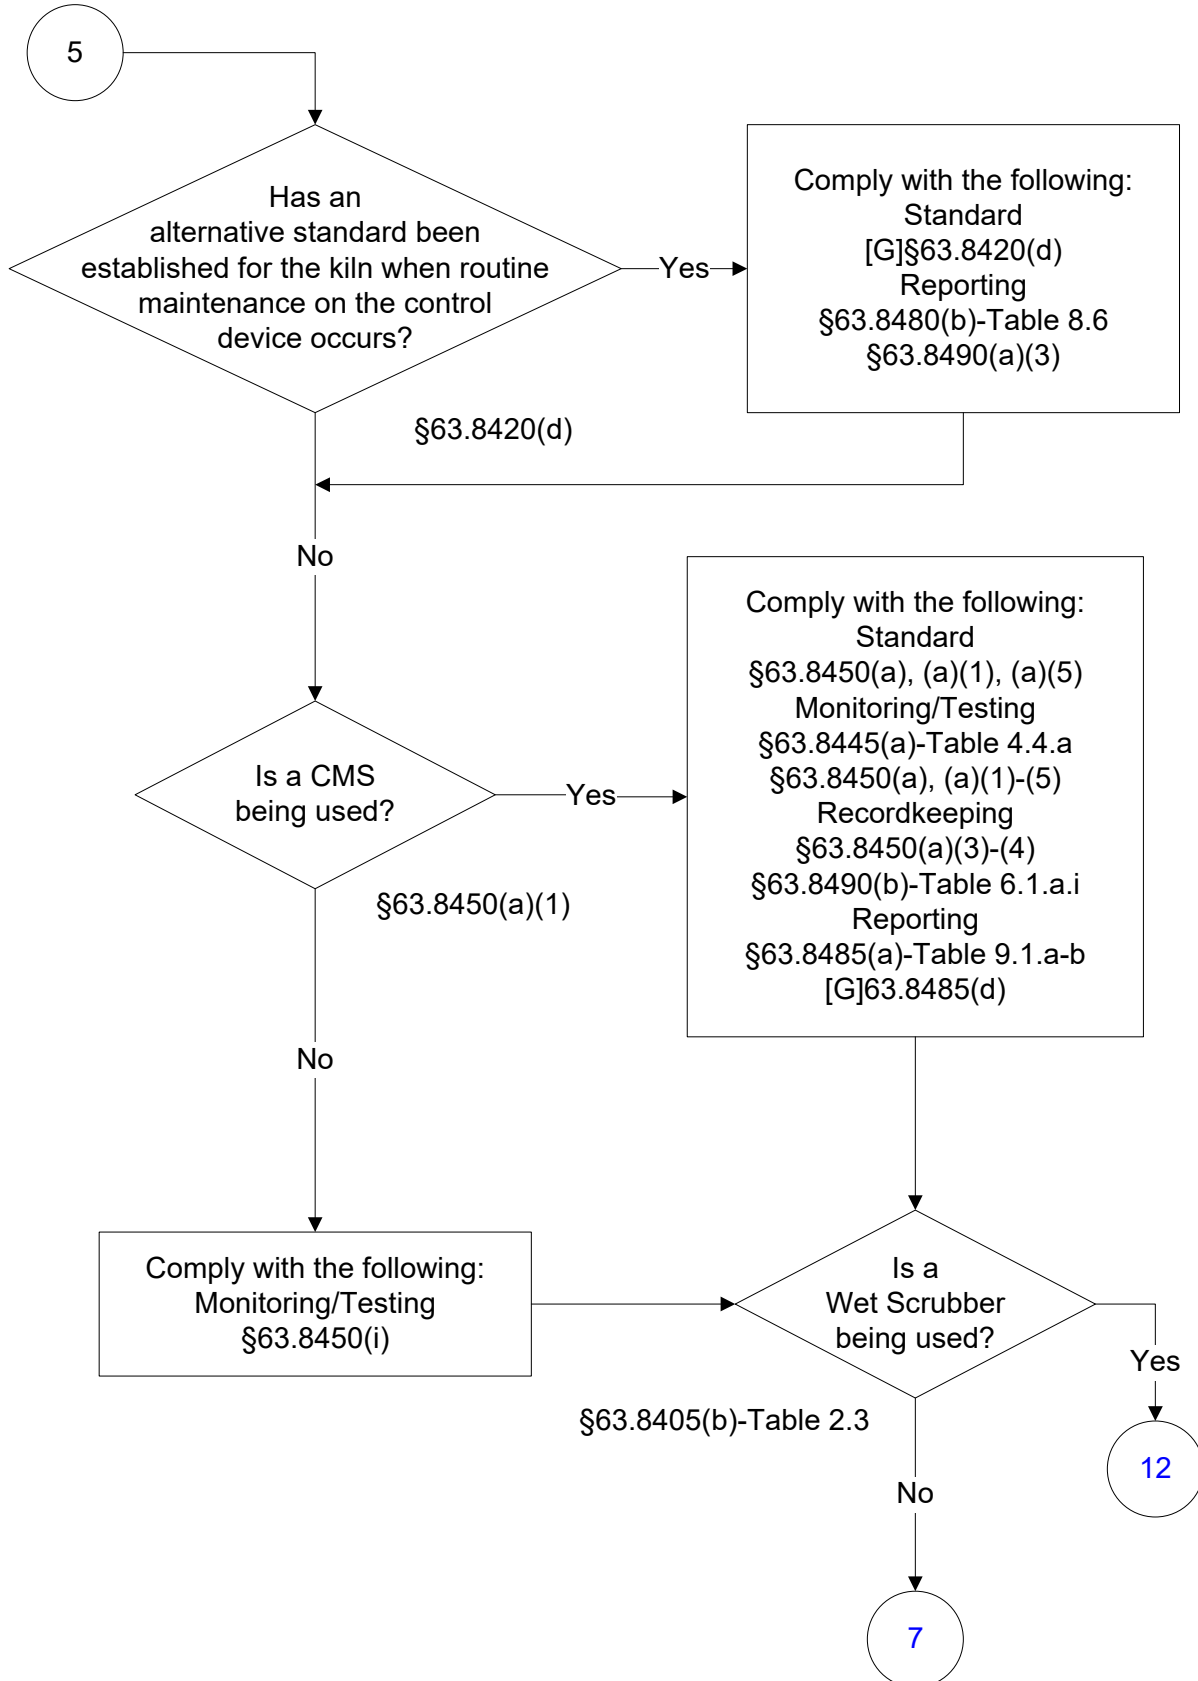 5
Has an
alternative standard been
established for the kiln when routine
maintenance on the control
device occurs?
Yes
Comply with the following:
Standard
[G]§63.8420(d)
Reporting
§63.8480(b)-Table 8.6
§63.8490(a)(3)
§63.8420(d)
No
Is a CMS
being used?
Yes
Comply with the following:
Standard
§63.8450(a), (a)(1), (a)(5)
Monitoring/Testing
§63.8445(a)-Table 4.4.a
§63.8450(a), (a)(1)-(5)
Recordkeeping
§63.8450(a)(3)-(4)
§63.8490(b)-Table 6.1.a.i
Reporting
§63.8485(a)-Table 9.1.a-b
[G]63.8485(d)
§63.8450(a)(1)
No
Comply with the following:
Monitoring/Testing
§63.8450(i)
Is a
Wet Scrubber
being used?
Yes
§63.8405(b)-Table 2.3
12
No
7